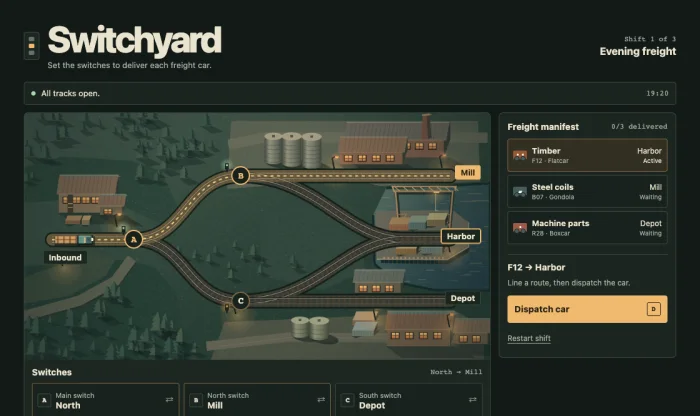 Switchyard
Set the switches to deliver each freight car.
Shift 1 of 3
Evening freight
All tracks open.
19:20
B
Mill
A
Harbor
Inbound
C
Depot
Freight manifest
0/3 delivered
Timber
Harbor
F12 · Flatcar
Active
Steel coils
Mill
B07 · Gondola
Waiting
Machine parts
Depot
R28 · Boxcar
Waiting
F12 → Harbor
Line a route, then dispatch the car.
Dispatch car
D
Restart shift
Switches
North → Mill
A
Main switch
North
B
North switch
Mill
C
South switch
Depot